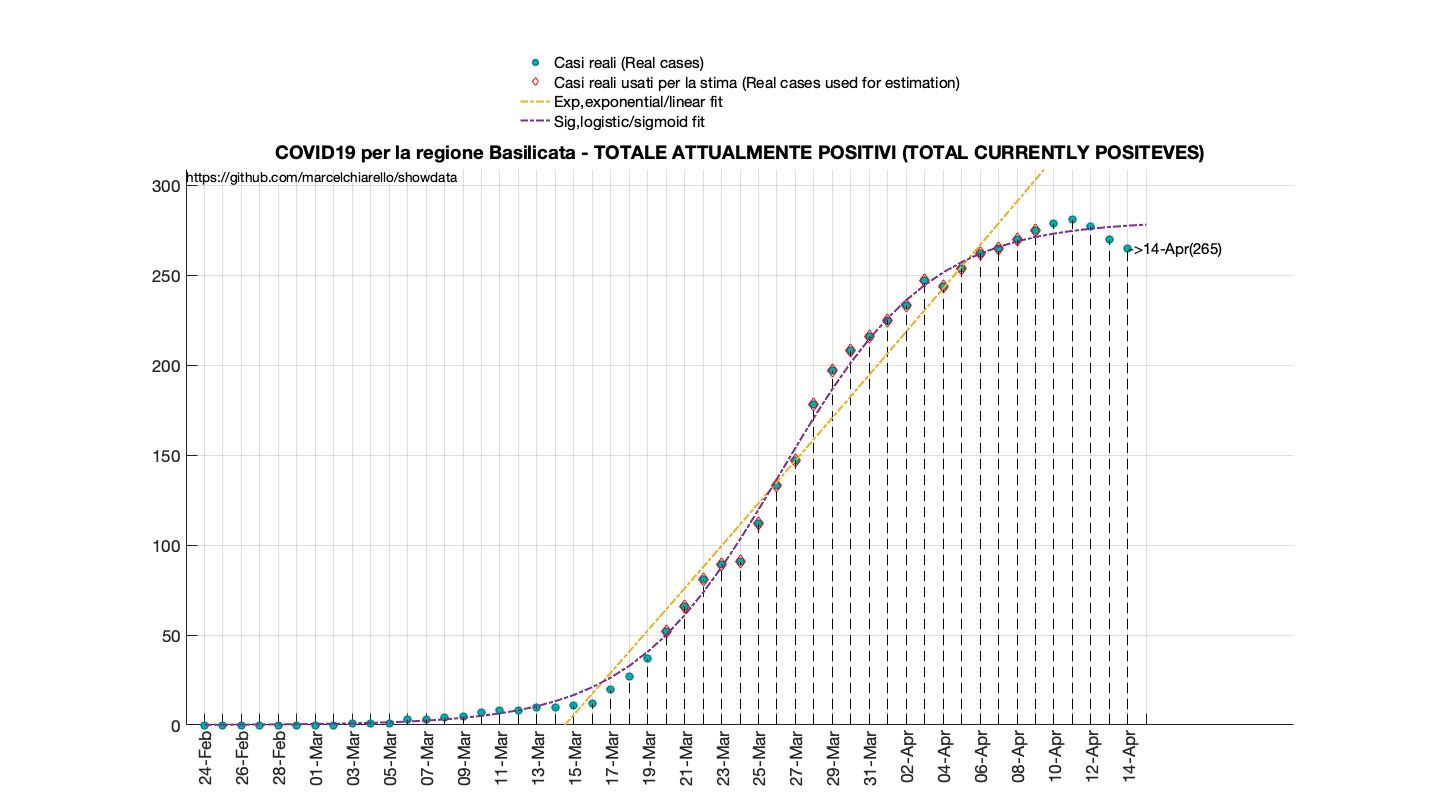 Casi reali (Real cases)
Casi reali usati per la stima (Real cases used for estimation)
Exp,exponential/linear fit
Sig,logistic/sigmoid fit
COVID19 per la regione Basilicata - TOTALE ATTUALMENTE POSITIVI (TOTAL CURRENTLY POSITEVES)
https://github.com/marcelchiarello/showdata
300
250
200
150
100
50
0
->14-Apr(265)
24-Feb
26-Feb
28-Feb
01-Mar
03-Mar
05-Mar
07-Mar
09-Mar
11-Mar
13-Mar
15-Mar
17-Mar
19-Mar
21-Mar
23-Mar
25-Mar
27-Mar
29-Mar
31-Mar
02-Apr
04-Apr
06-Apr
08-Apr
10-Apr
12-Apr
14-Apr